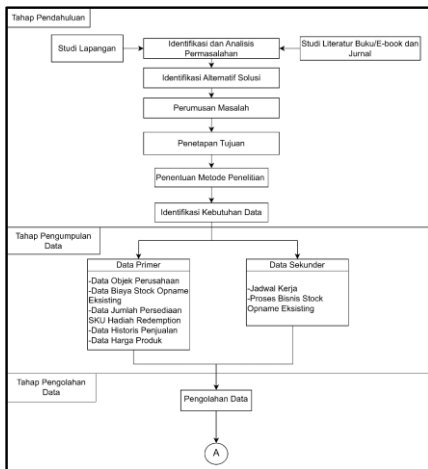 Tahap Pendahuluan
Studi Lapangan
Identifikasi dan Analisis
Permasalahan
Studi Literatur Buku/E-book dan
Jurnal
Identifikasi Alternatif Solusi
Perumusan Masalah
Penetapan Tujuan
Penentuan Metode Penelitian
Identifikasi Kebutuhan Data
Tahap Pengumpulan
Data
Data Primer
-Data Objek Perusahaan
-Data Biaya Stock Opname
Eksisting
-Data Jumlah Persediaan
SKU Hadiah Redemption
-Data Historis Penjualan
-Data Harga Produk
Data Sekunder
-Jadwal Kerja
-Proses Bisnis Stock
Opname Eksisting
Tahap Pengolahan
Data
Pengolahan Data
A